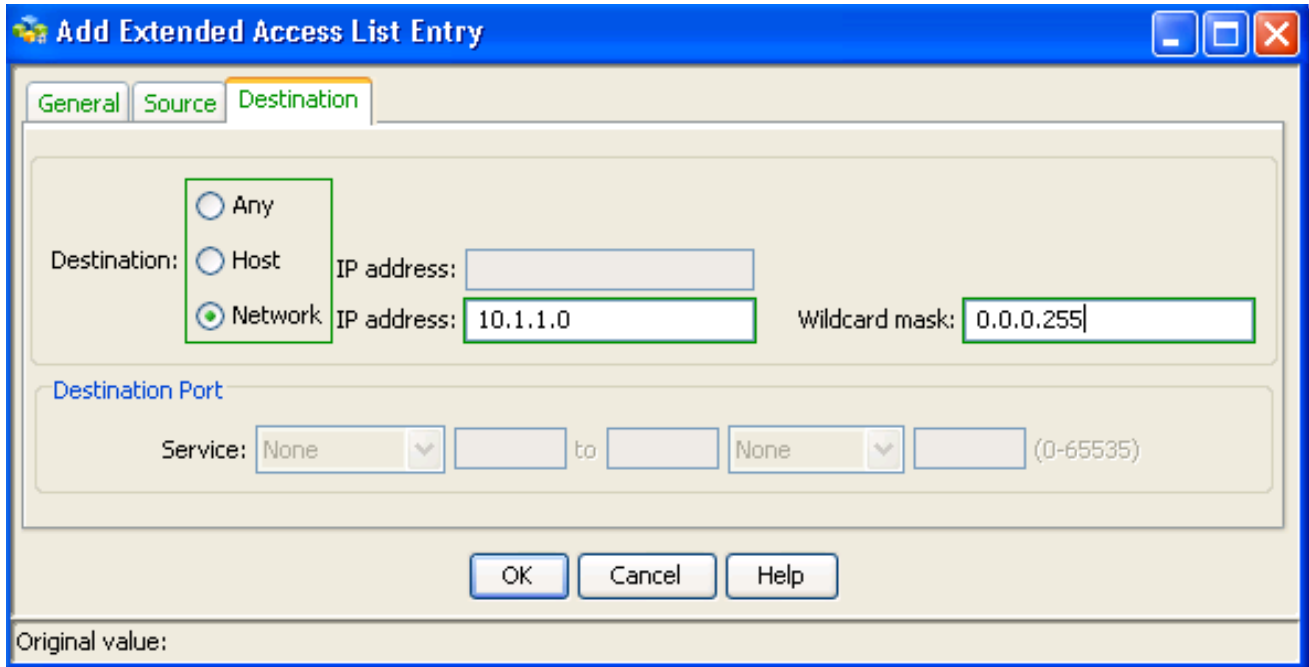 Add Extended Access List Entry
General Source Destination
Any
Destination: Host IP address:
Network IP address: 10.1.1.0 Wildcard mask: 0.0.0.255
Destination Port
Service: None to None (0-65535)
OK Cancel Help
Original value: